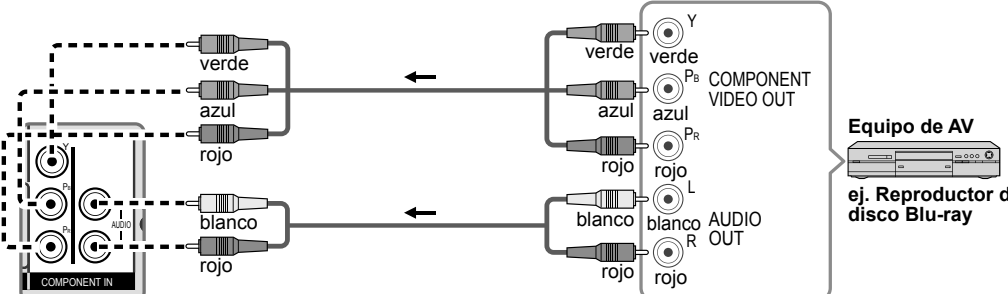 verde
azul
rojo
blanco
rojo
Y
PB
PR
AUDIO
COMPONENT IN
verde
azul
rojo
blanco
rojo
Y
verde
PB
azul
PR
rojo
COMPONENT
VIDEO OUT
L
blanco
R
rojo
AUDIO
OUT
Equipo de AV
ej. Reproductor d
disco Blu-ray